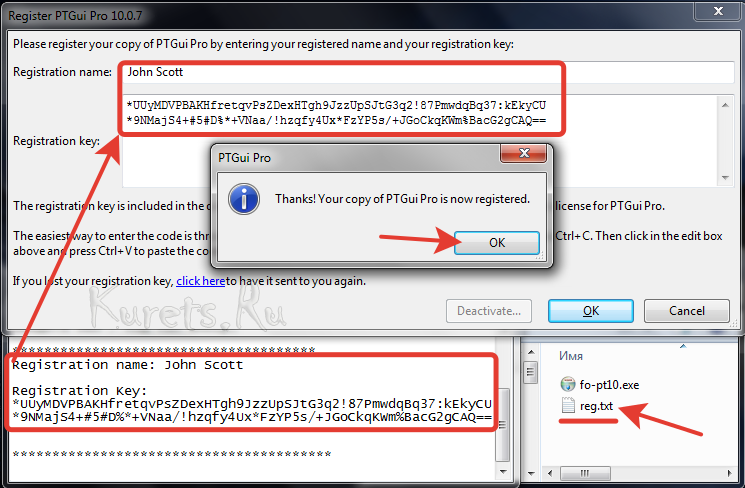 Register PTGui Pro 10.0.7
Please register your copy of PTGui Pro by entering your registered name and your registration key:
Registration name:
John Scott
*UUyMDVPBAKHfretqvPsZDexHTgh9JzzUpSJtG3q2!87PmwdqBq37:kEkyCU
*9NMajS4+#5#D%*+VNaa/!hzqfy4Ux*FzYP5s/+JGoCkqKWm%BacG2gCAQ==
Registration key:
PTGui Pro
Thanks! Your copy of PTGui Pro is now registered.
OK
The registration key is included in the license for PTGui Pro.
The easiest way to enter the code is Ctrl+C. Then click in the edit box
above and press Ctrl+V to paste the
If you lost your registration key, click here to have it sent to you again.
Kurets.Ru
Deactivate...
OK
Cancel
**************************************
Registration name: John Scott
Registration Key:
*UUyMDVPBAKHfretqvPsZDexHTgh9JzzUpSJtG3q2!87PmwdqBq37:kEkyCU
*9NMajS4+#5#D%*+VNaa/!hzqfy4Ux*FzYP5s/+JGoCkqKWm%BacG2gCAQ==
****************************************
Имя
fo-pt10.exe
reg.txt